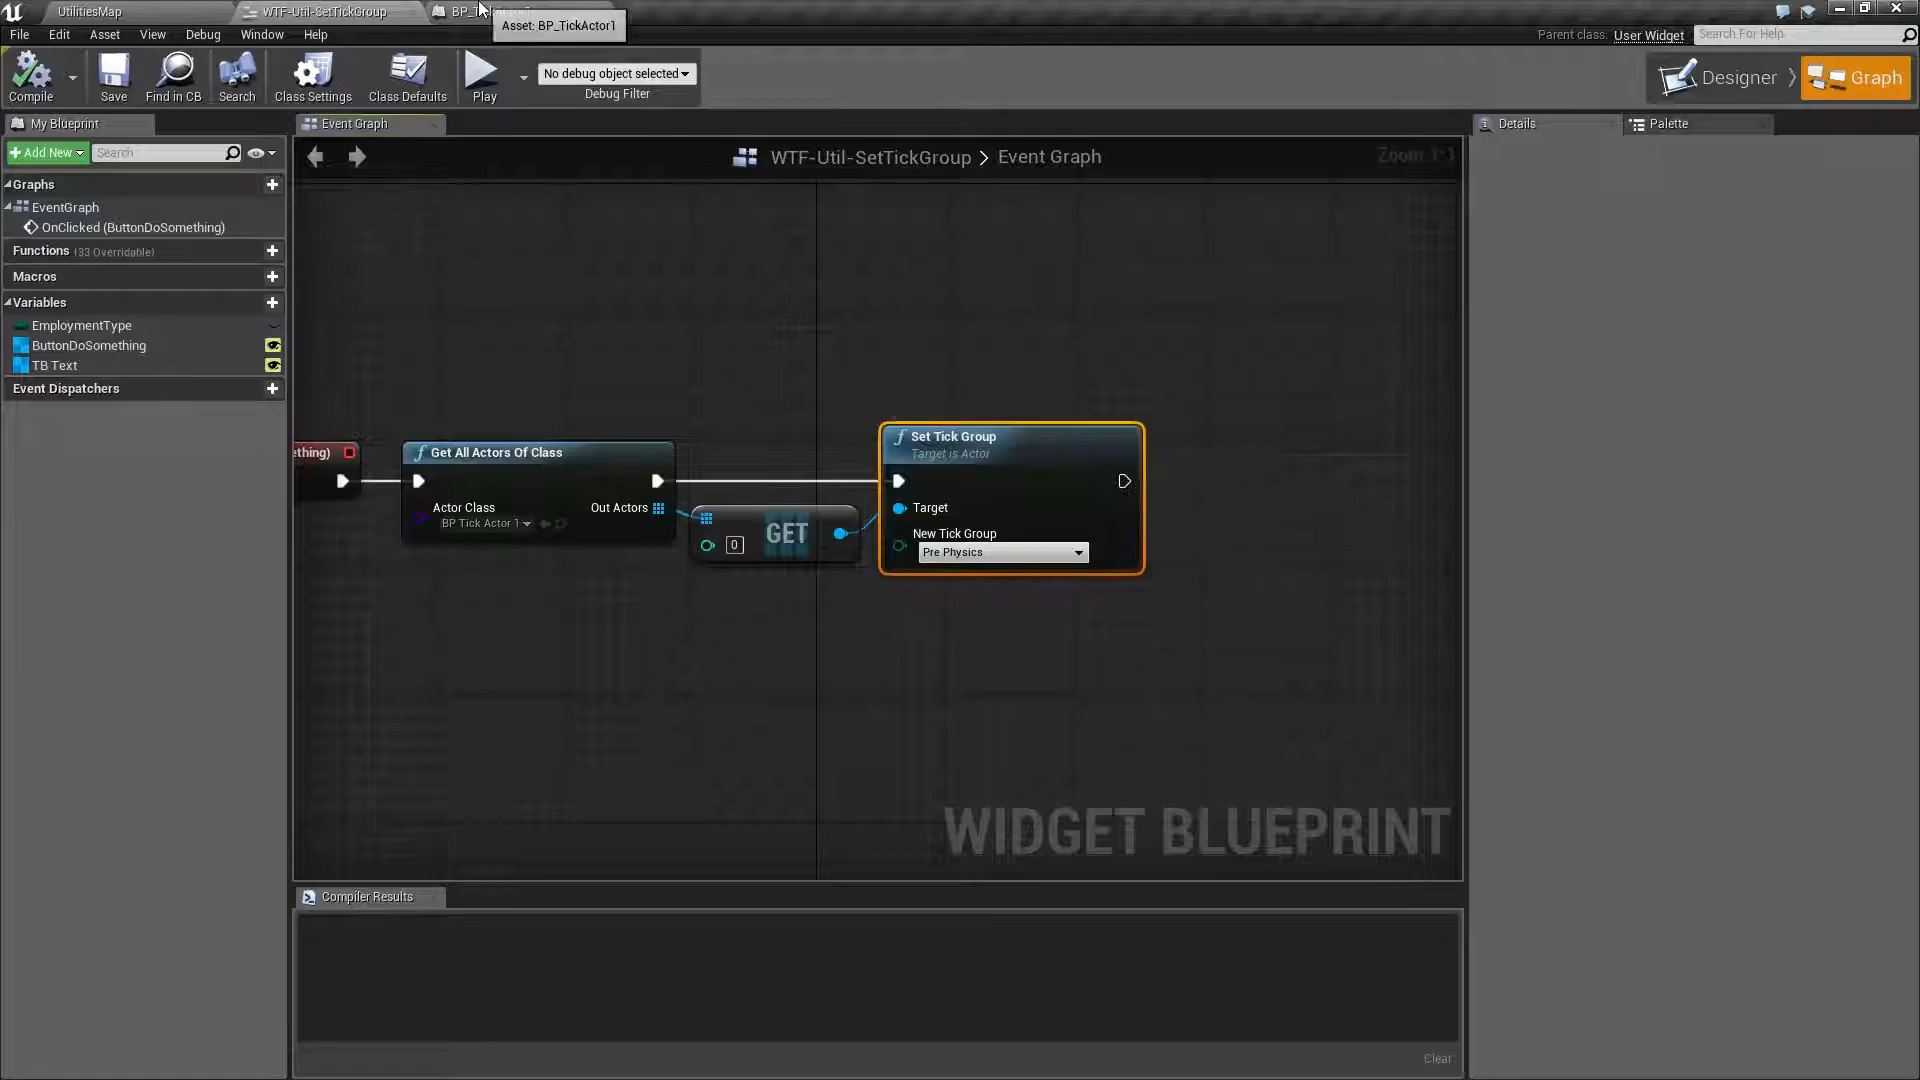 UtilitiesMap
WTF-Util-SetTickGroup
BP_TickActor1
Asset: BP_TickActor1
File
Edit
Asset
View
Debug
Window
Help
Parent class: User Widget
Search For Help
Compile
Save
Find in CB
Search
Class Settings
Class Defaults
Play
No debug object selected
Debug Filter
Designer
Graph
My Blueprint
Event Graph
Details
Palette
Add New
Search
WTF-Util-SetTickGroup > Event Graph
Zoom 1:1
Graphs
EventGraph
OnClicked (ButtonDoSomething)
Functions (33 Overridable)
Macros
Variables
EmploymentType
ButtonDoSomething
TB Text
Event Dispatchers
ething)
Get All Actors Of Class
Actor Class
BP Tick Actor 1
Out Actors
0
GET
Set Tick Group
Target is Actor
Target
New Tick Group
Pre Physics
WIDGET BLUEPRINT
Compiler Results
Clear